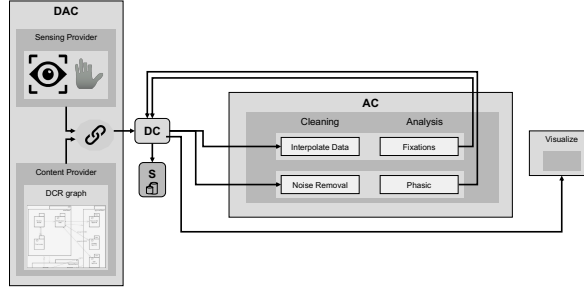 DAC
Sensing Provider
Content Provider
DCR graph
DC
S
AC
Cleaning
Analysis
Interpolate Data
Fixations
Noise Removal
Phasic
Visualize